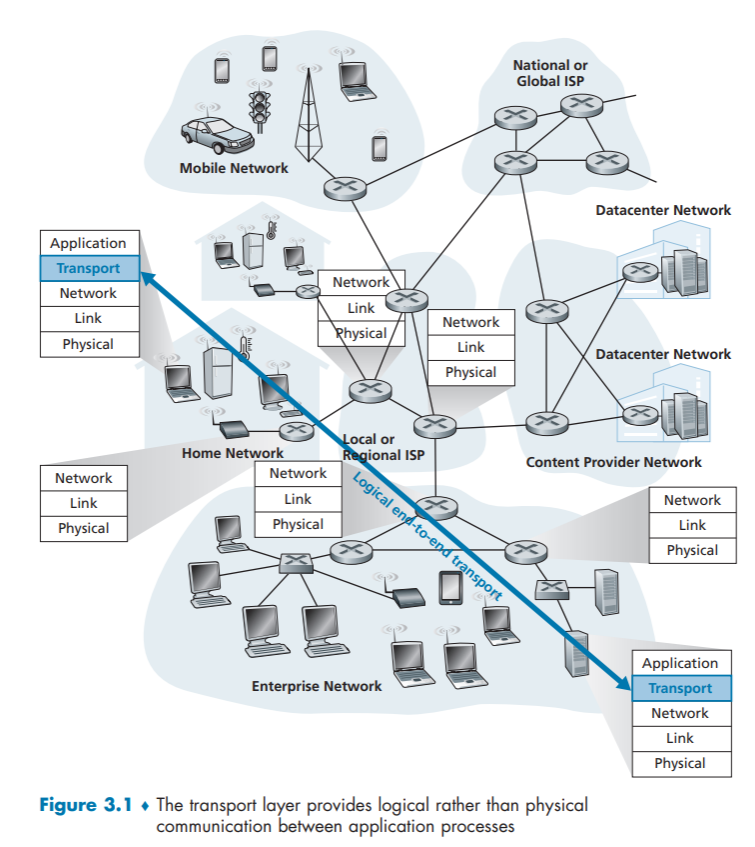 National or
Global ISP
Mobile Network
Datacenter Network
Application
Transport
Network
Link
Physical
Network
Link
Physical
Network
Link
Physical
Datacenter Network
Home Network
Local or
Regional ISP
Content Provider Network
Network
Link
Physical
Network
Link
Physical
Logical end-to-end transport
Network
Link
Physical
Enterprise Network
Application
Transport
Network
Link
Physical
Figure 3.1 ♦ The transport layer provides logical rather than physical
communication between application processes